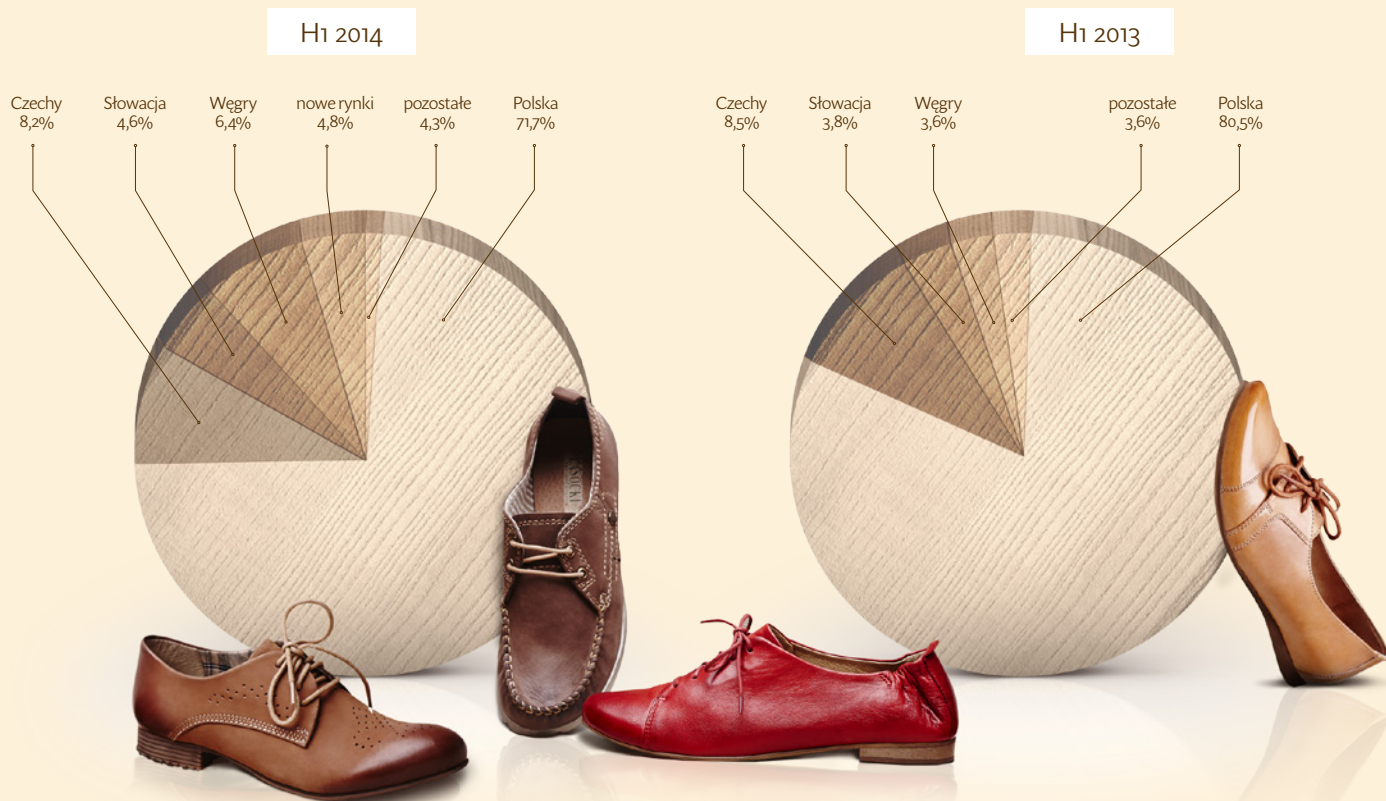 H1 2014
H1 2013
Czechy
8,2%
Słowacja
4,6%
Węgry
6,4%
nowe rynki
4,8%
pozostałe
4,3%
Polska
71,7%
Czechy
8,5%
Słowacja
3,8%
Węgry
3,6%
pozostałe
3,6%
Polska
80,5%